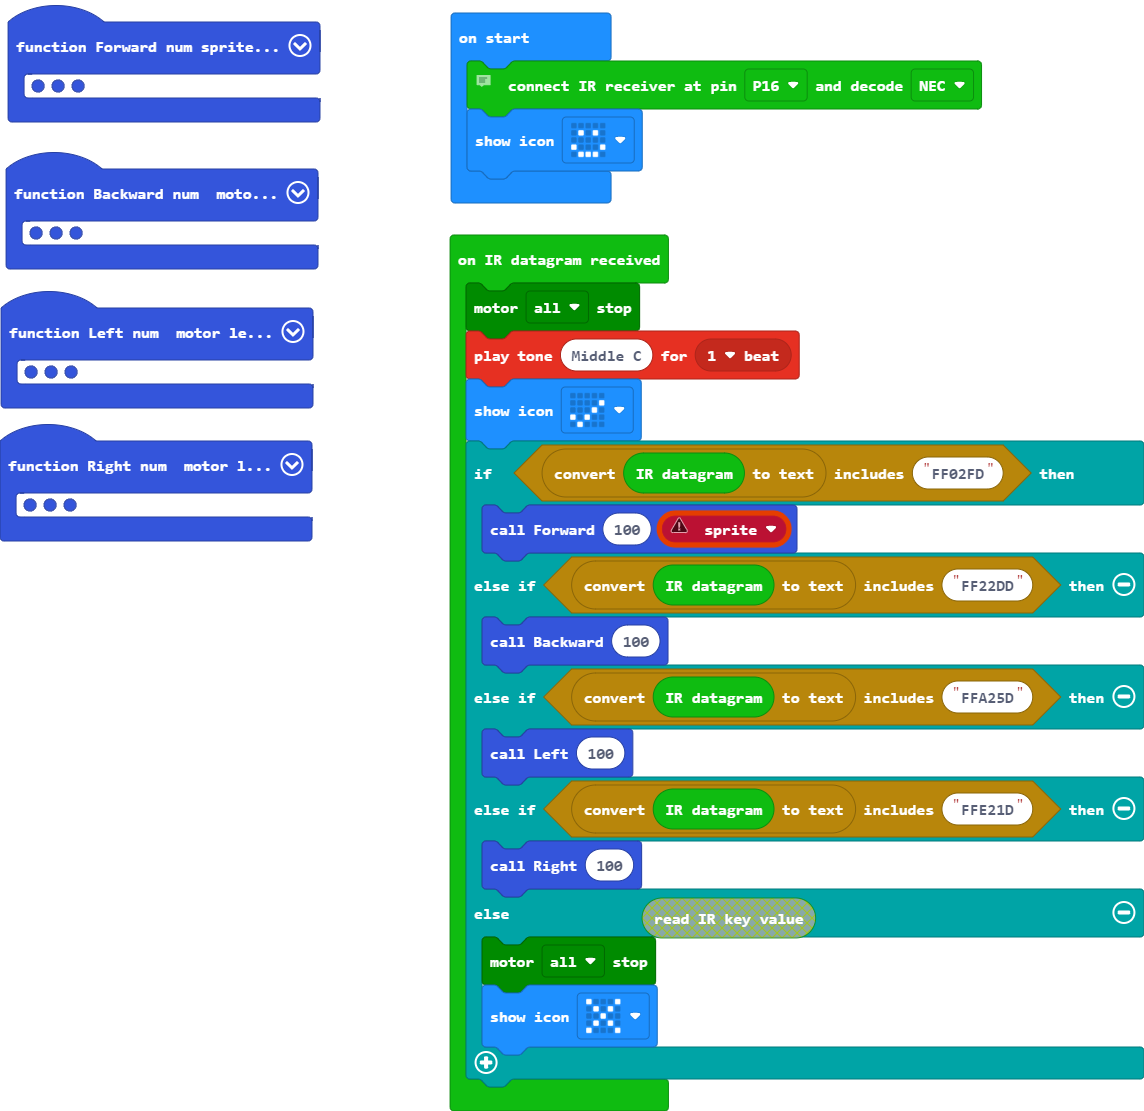 function Forward num sprite...
function Backward num moto...
function Left num motor le...
function Right num motor l...
on start
connect IR receiver at pin P16 and decode NEC
show icon
on IR datagram received
motor all stop
play tone Middle C for 1 beat
show icon
if convert IR datagram to text includes "FF02FD" then
call Forward 100 sprite
else if convert IR datagram to text includes "FF22DD" then
call Backward 100
else if convert IR datagram to text includes "FFA25D" then
call Left 100
else if convert IR datagram to text includes "FFE21D" then
call Right 100
else read IR key value
motor all stop
show icon